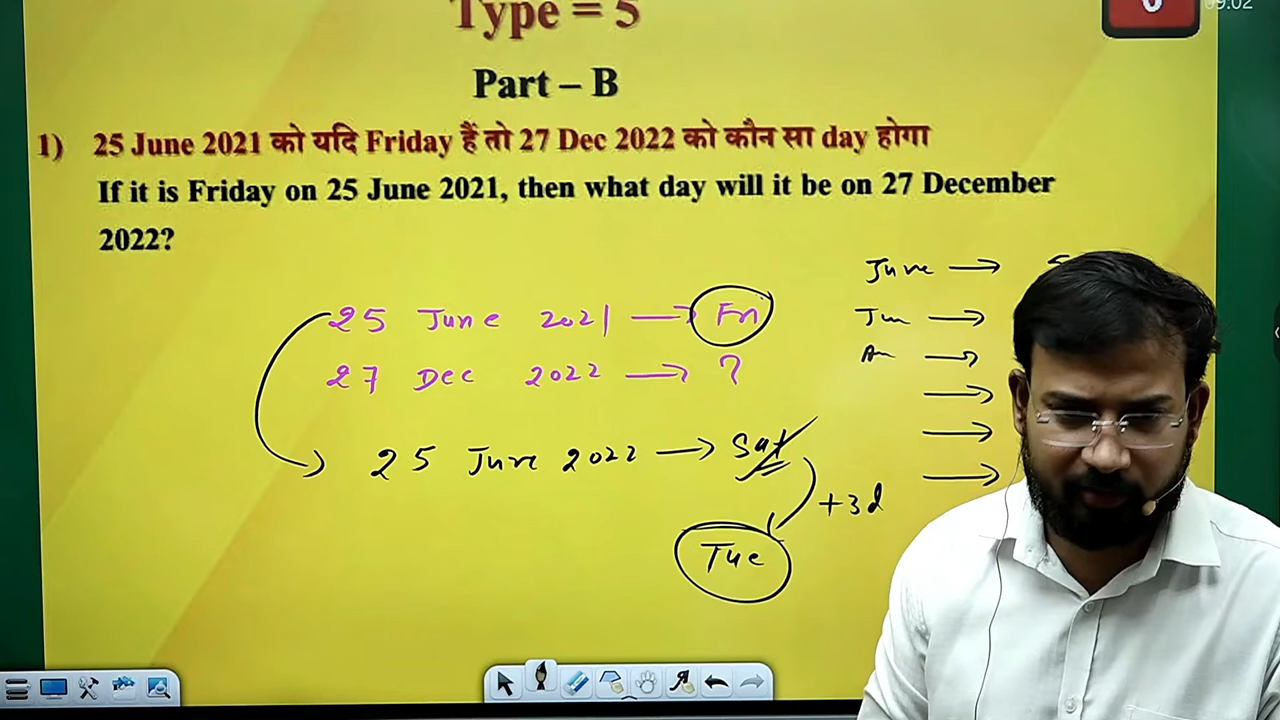 Type = 5
09:02
Part – B
1) 25 June 2021 को यदि Friday हैं तो 27 Dec 2022 को कौन सा day होगा
If it is Friday on 25 June 2021, then what day will it be on 27 December
2022?
June →
25 June 2021 → Fri
27 Dec 2022 → ?
25 June 2022 → Sat
+3d
Tue